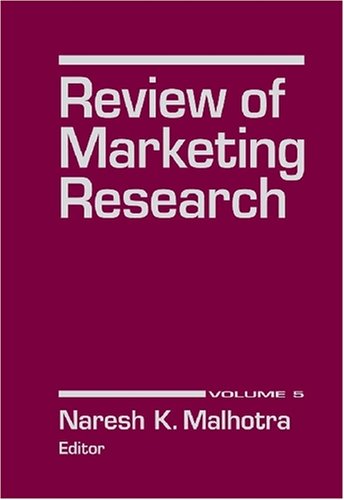 Review of
Marketing
Research
VOLUME 5
Naresh K. Malhotra
Editor